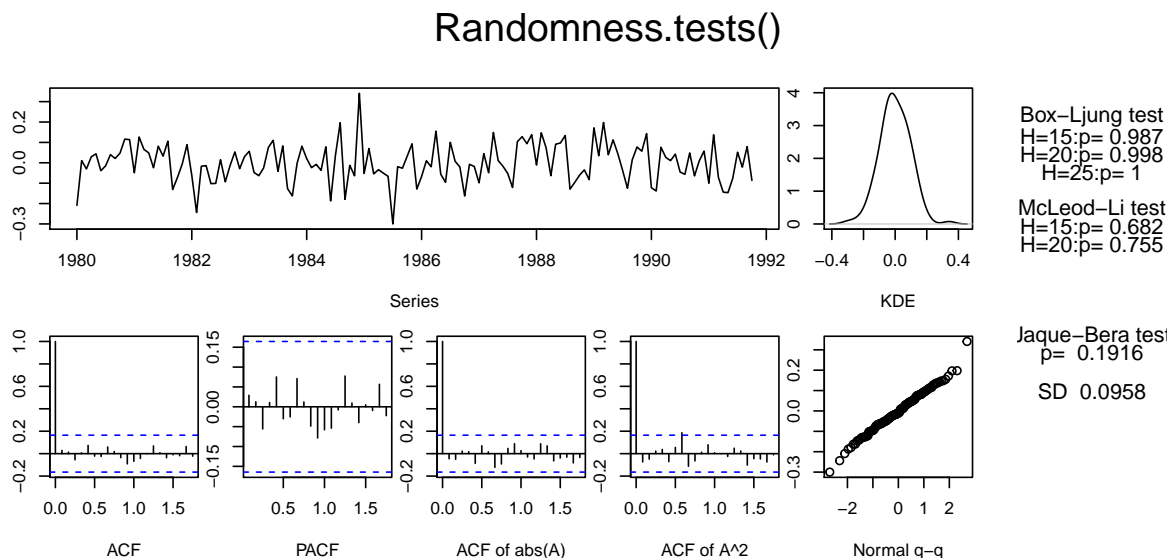 Randomness.tests()
−0.3 0.0 0.2
1980 1982 1984 1986 1988 1990 1992
Series
0 1 2 3 4
−0.4 0.0 0.4
KDE
Box−Ljung test
H=15:p= 0.987
H=20:p= 0.998
H=25:p= 1
McLeod−Li test
H=15:p= 0.682
H=20:p= 0.755
−0.2 0.2 0.6 1.0
0.0 0.5 1.0 1.5
ACF
−0.15 0.00 0.15
0.5 1.0 1.5
PACF
−0.2 0.2 0.6 1.0
0.0 0.5 1.0 1.5
ACF of abs(A)
−0.2 0.2 0.6 1.0
0.0 0.5 1.0 1.5
ACF of A^2
−0.3 0.0 0.2
−2 0 1 2
Normal q−q
Jaque−Bera test
p= 0.1916
SD 0.0958